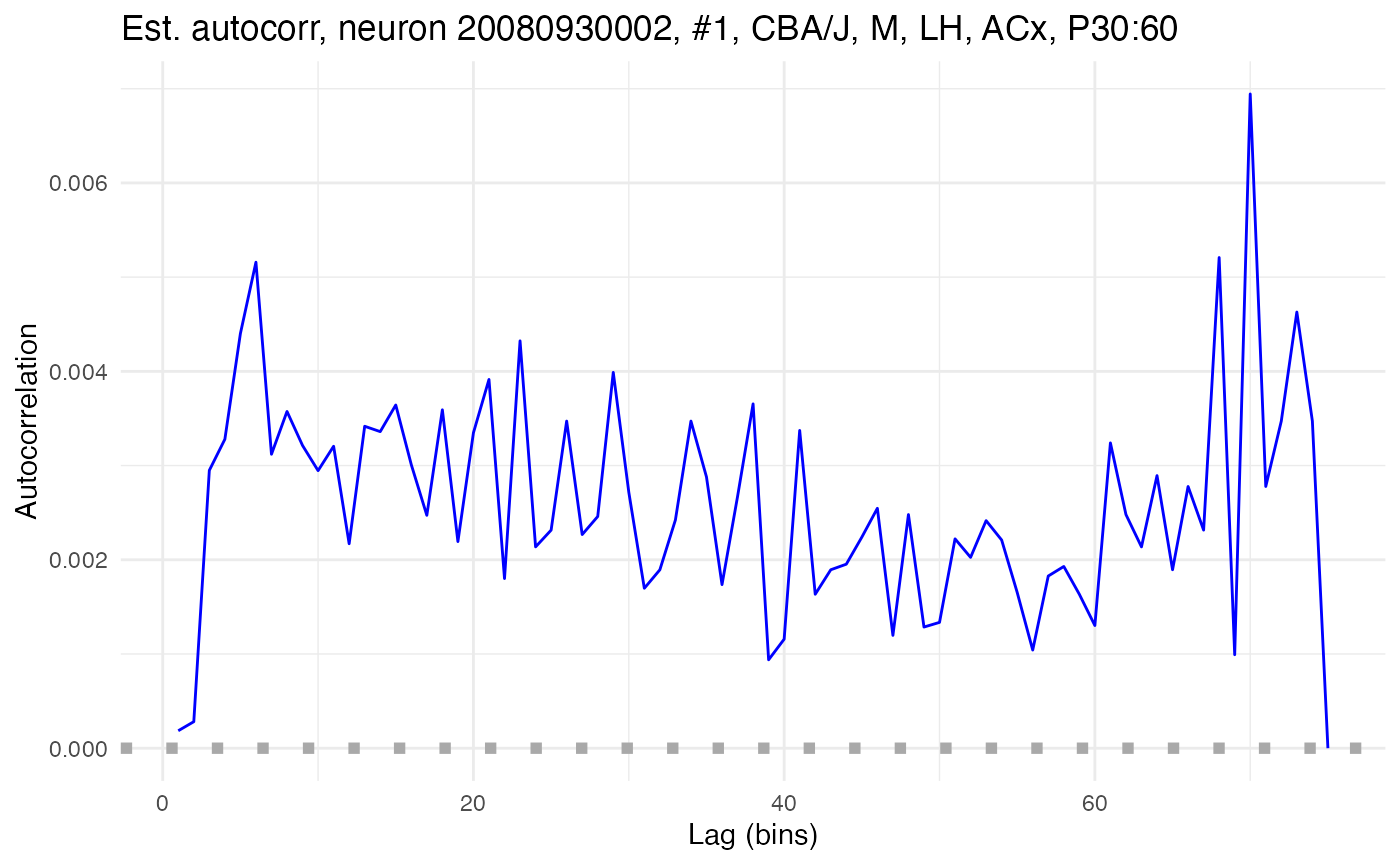 Est. autocorr, neuron 20080930002, #1, CBA/J, M, LH, ACx, P30:60
Autocorrelation
0.006
0.004
0.002
0.000
0
20
40
60
Lag (bins)